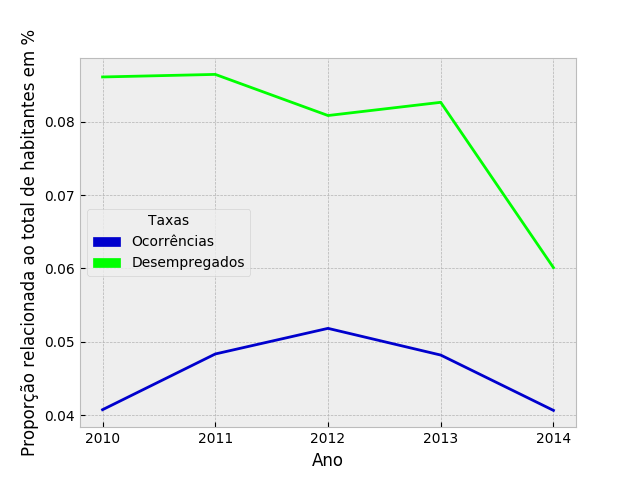 Proporção relacionada ao total de habitantes em %
0.08
0.07
0.06
0.05
0.04
Taxas
Ocorrências
Desempregados
2010 2011 2012 2013 2014
Ano